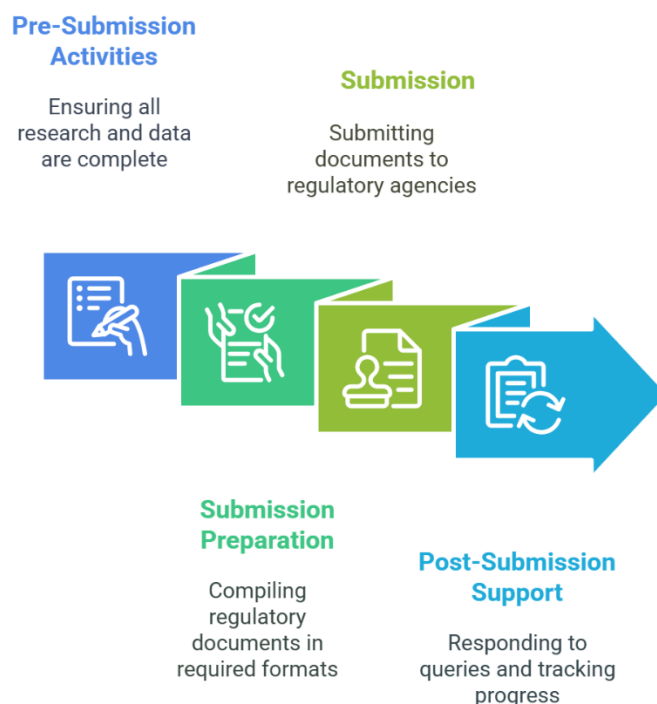 Pre-Submission
Activities
Ensuring all
research and data
are complete
Submission
Submitting
documents to
regulatory agencies
Submission
Preparation
Compiling
regulatory
documents in
required formats
Post-Submission
Support
Responding to
queries and tracking
progress